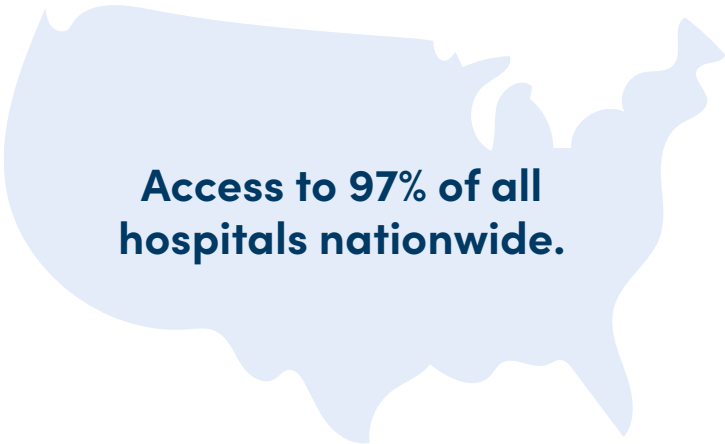 Access to 97% of all
hospitals nationwide.